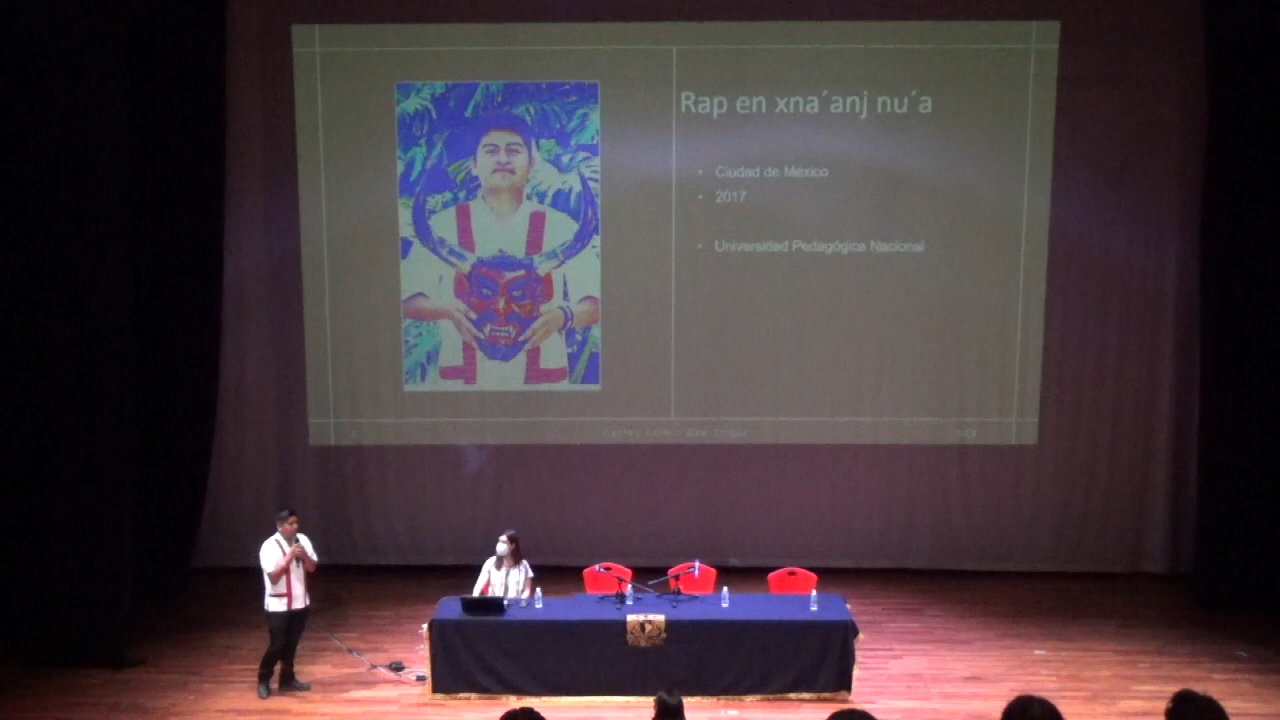 Rap en xna´anj nu´a
• Ciudad de México
• 2017
• Universidad Pedagógica Nacional